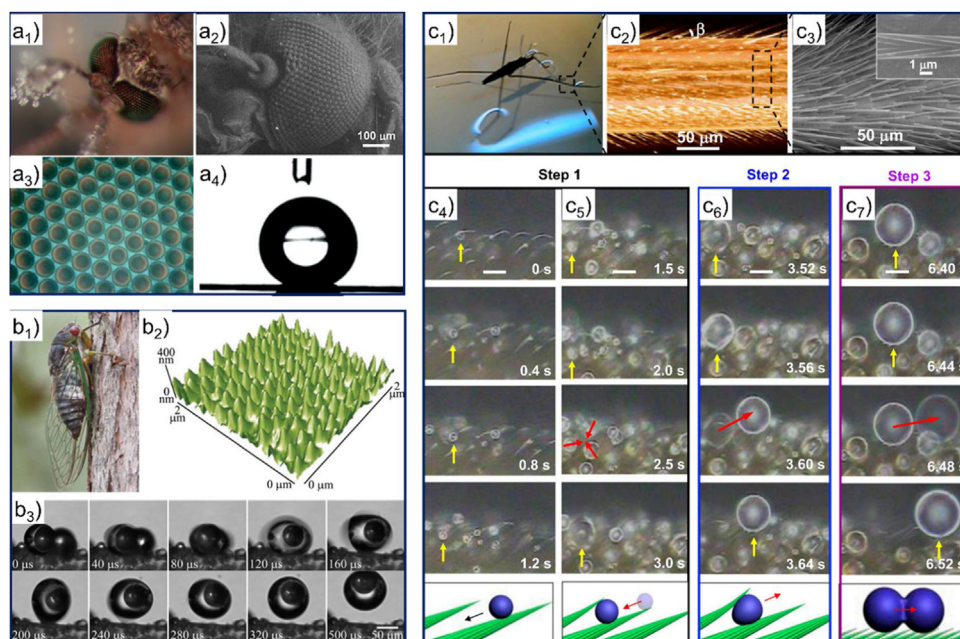 a₁)
a₂)
100 μm
a₃)
a₄)
b₁)
b₂)
400
nm
0
nm
2
μm
0 μm
0 μm
2
μm
b₃)
0 μs
40 μs
80 μs
120 μs
160 μs
200 μs
240 μs
280 μs
320 μs
500 μs
50 μm
c₁)
c₂)
β
50 μm
c₃)
1 μm
50 μm
Step 1
Step 2
Step 3
c₄)
c₅)
c₆)
c₇)
0 s
1.5 s
3.52 s
6.40
0.4 s
2.0 s
3.56 s
6.44
0.8 s
2.5 s
3.60 s
6.48
1.2 s
3.0 s
3.64 s
6.52